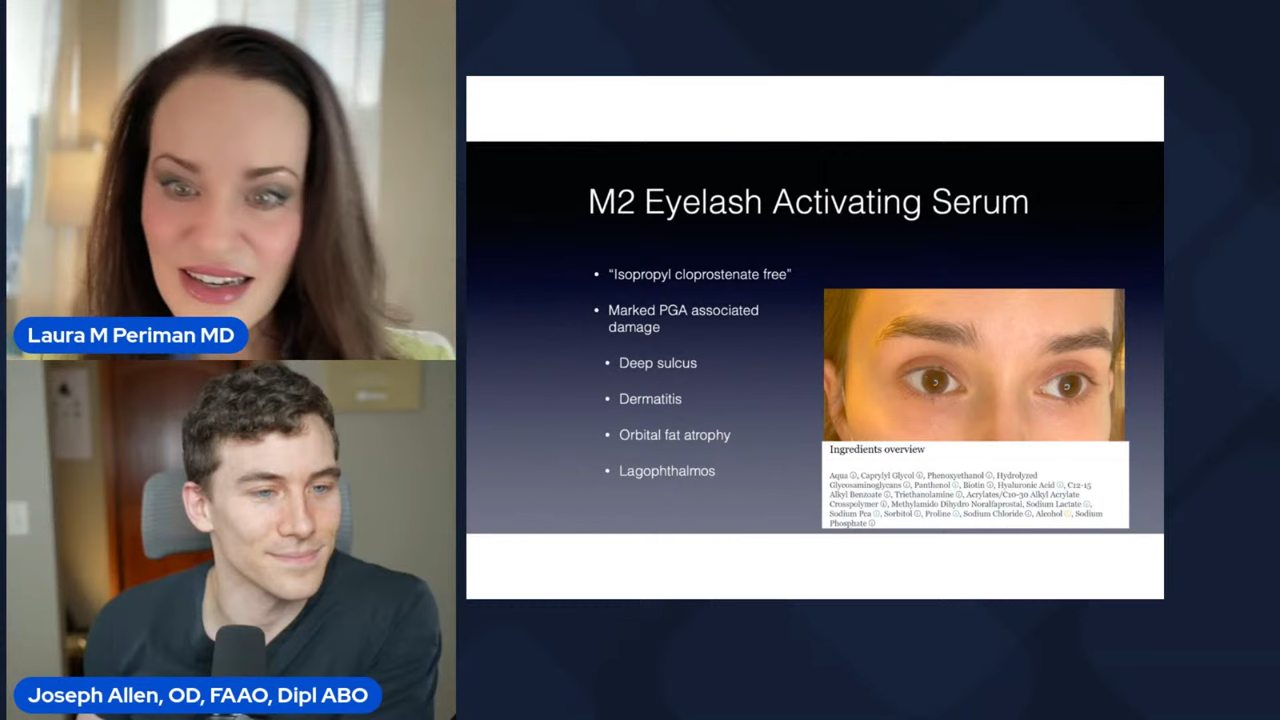 Laura M Periman MD
Joseph Allen, OD, FAAO, Dipl ABO
M2 Eyelash Activating Serum
• “Isopropyl cloprostenate free”
• Marked PGA associated
damage
• Deep sulcus
• Dermatitis
• Orbital fat atrophy
• Lagophthalmos
Ingredients overview
Aqua ⓘ, Caprylyl Glycol ⓘ, Phenoxyethanol ⓘ, Hydrolyzed
Glycosaminoglycans ⓘ, Panthenol ⓘ, Biotin ⓘ, Hyaluronic Acid ⓘ, C12-15
Alkyl Benzoate ⓘ, Triethanolamine ⓘ, Acrylates/C10-30 Alkyl Acrylate
Crosspolymer ⓘ, Methylamido Dihydro Noralfaprostal, Sodium Lactate ⓘ,
Sodium Pca ⓘ, Sorbitol ⓘ, Proline ⓘ, Sodium Chloride ⓘ, Alcohol ⓘ, Sodium
Phosphate ⓘ